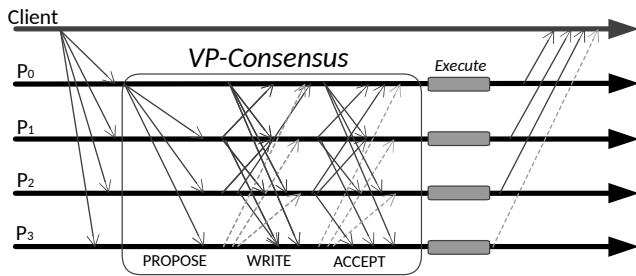 Client
VP-Consensus
Execute
P0
P1
P2
P3
PROPOSE WRITE ACCEPT